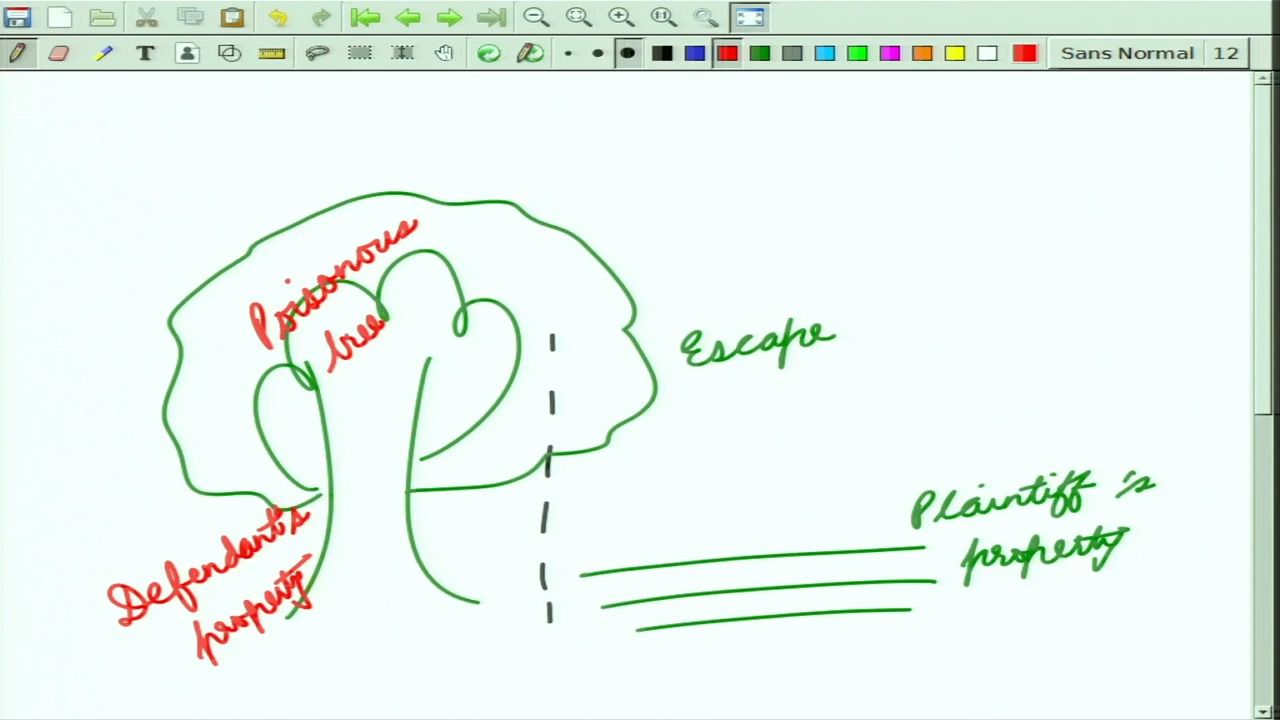 Sans Normal 12
Poisonous
tree
Escape
Plaintiff's
property
Defendant's
property